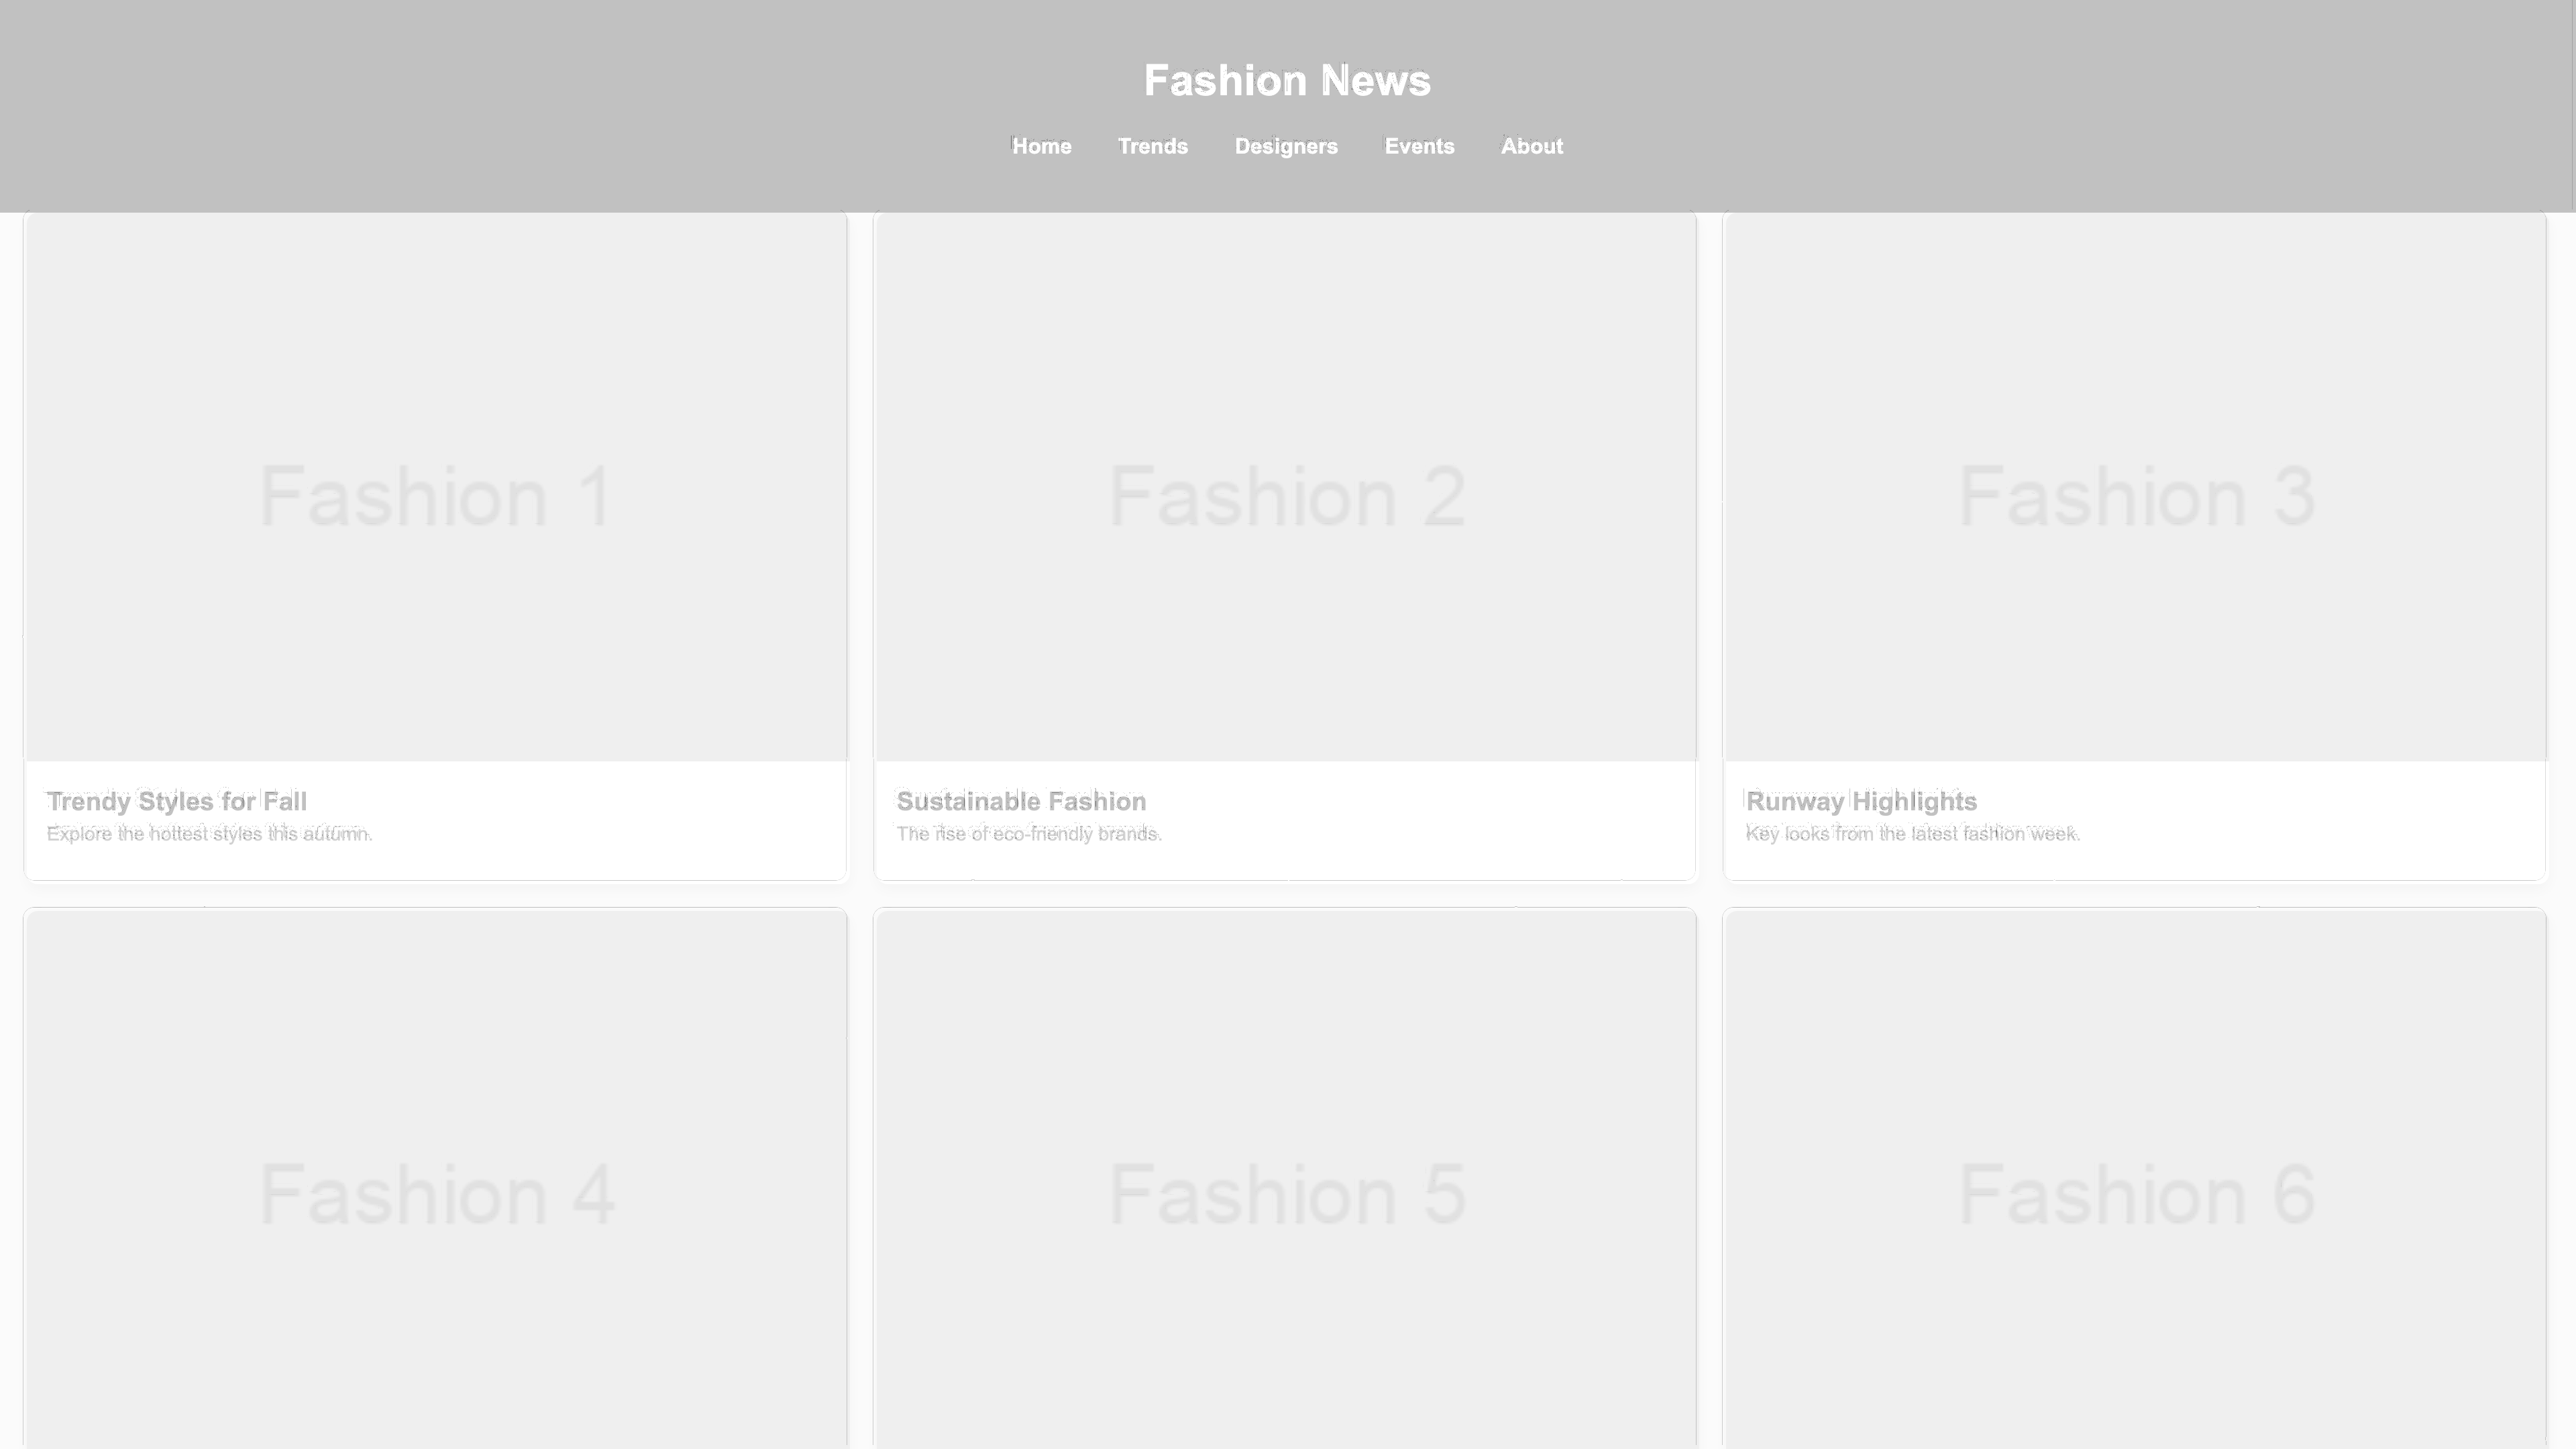 Fashion News
Home Trends Designers Events About
Fashion 1 Fashion 2 Fashion 3
Trendy Styles for Fall
Explore the hottest styles this autumn.
Sustainable Fashion
The rise of eco-friendly brands.
Runway Highlights
Key looks from the latest fashion week.
Fashion 4 Fashion 5 Fashion 6